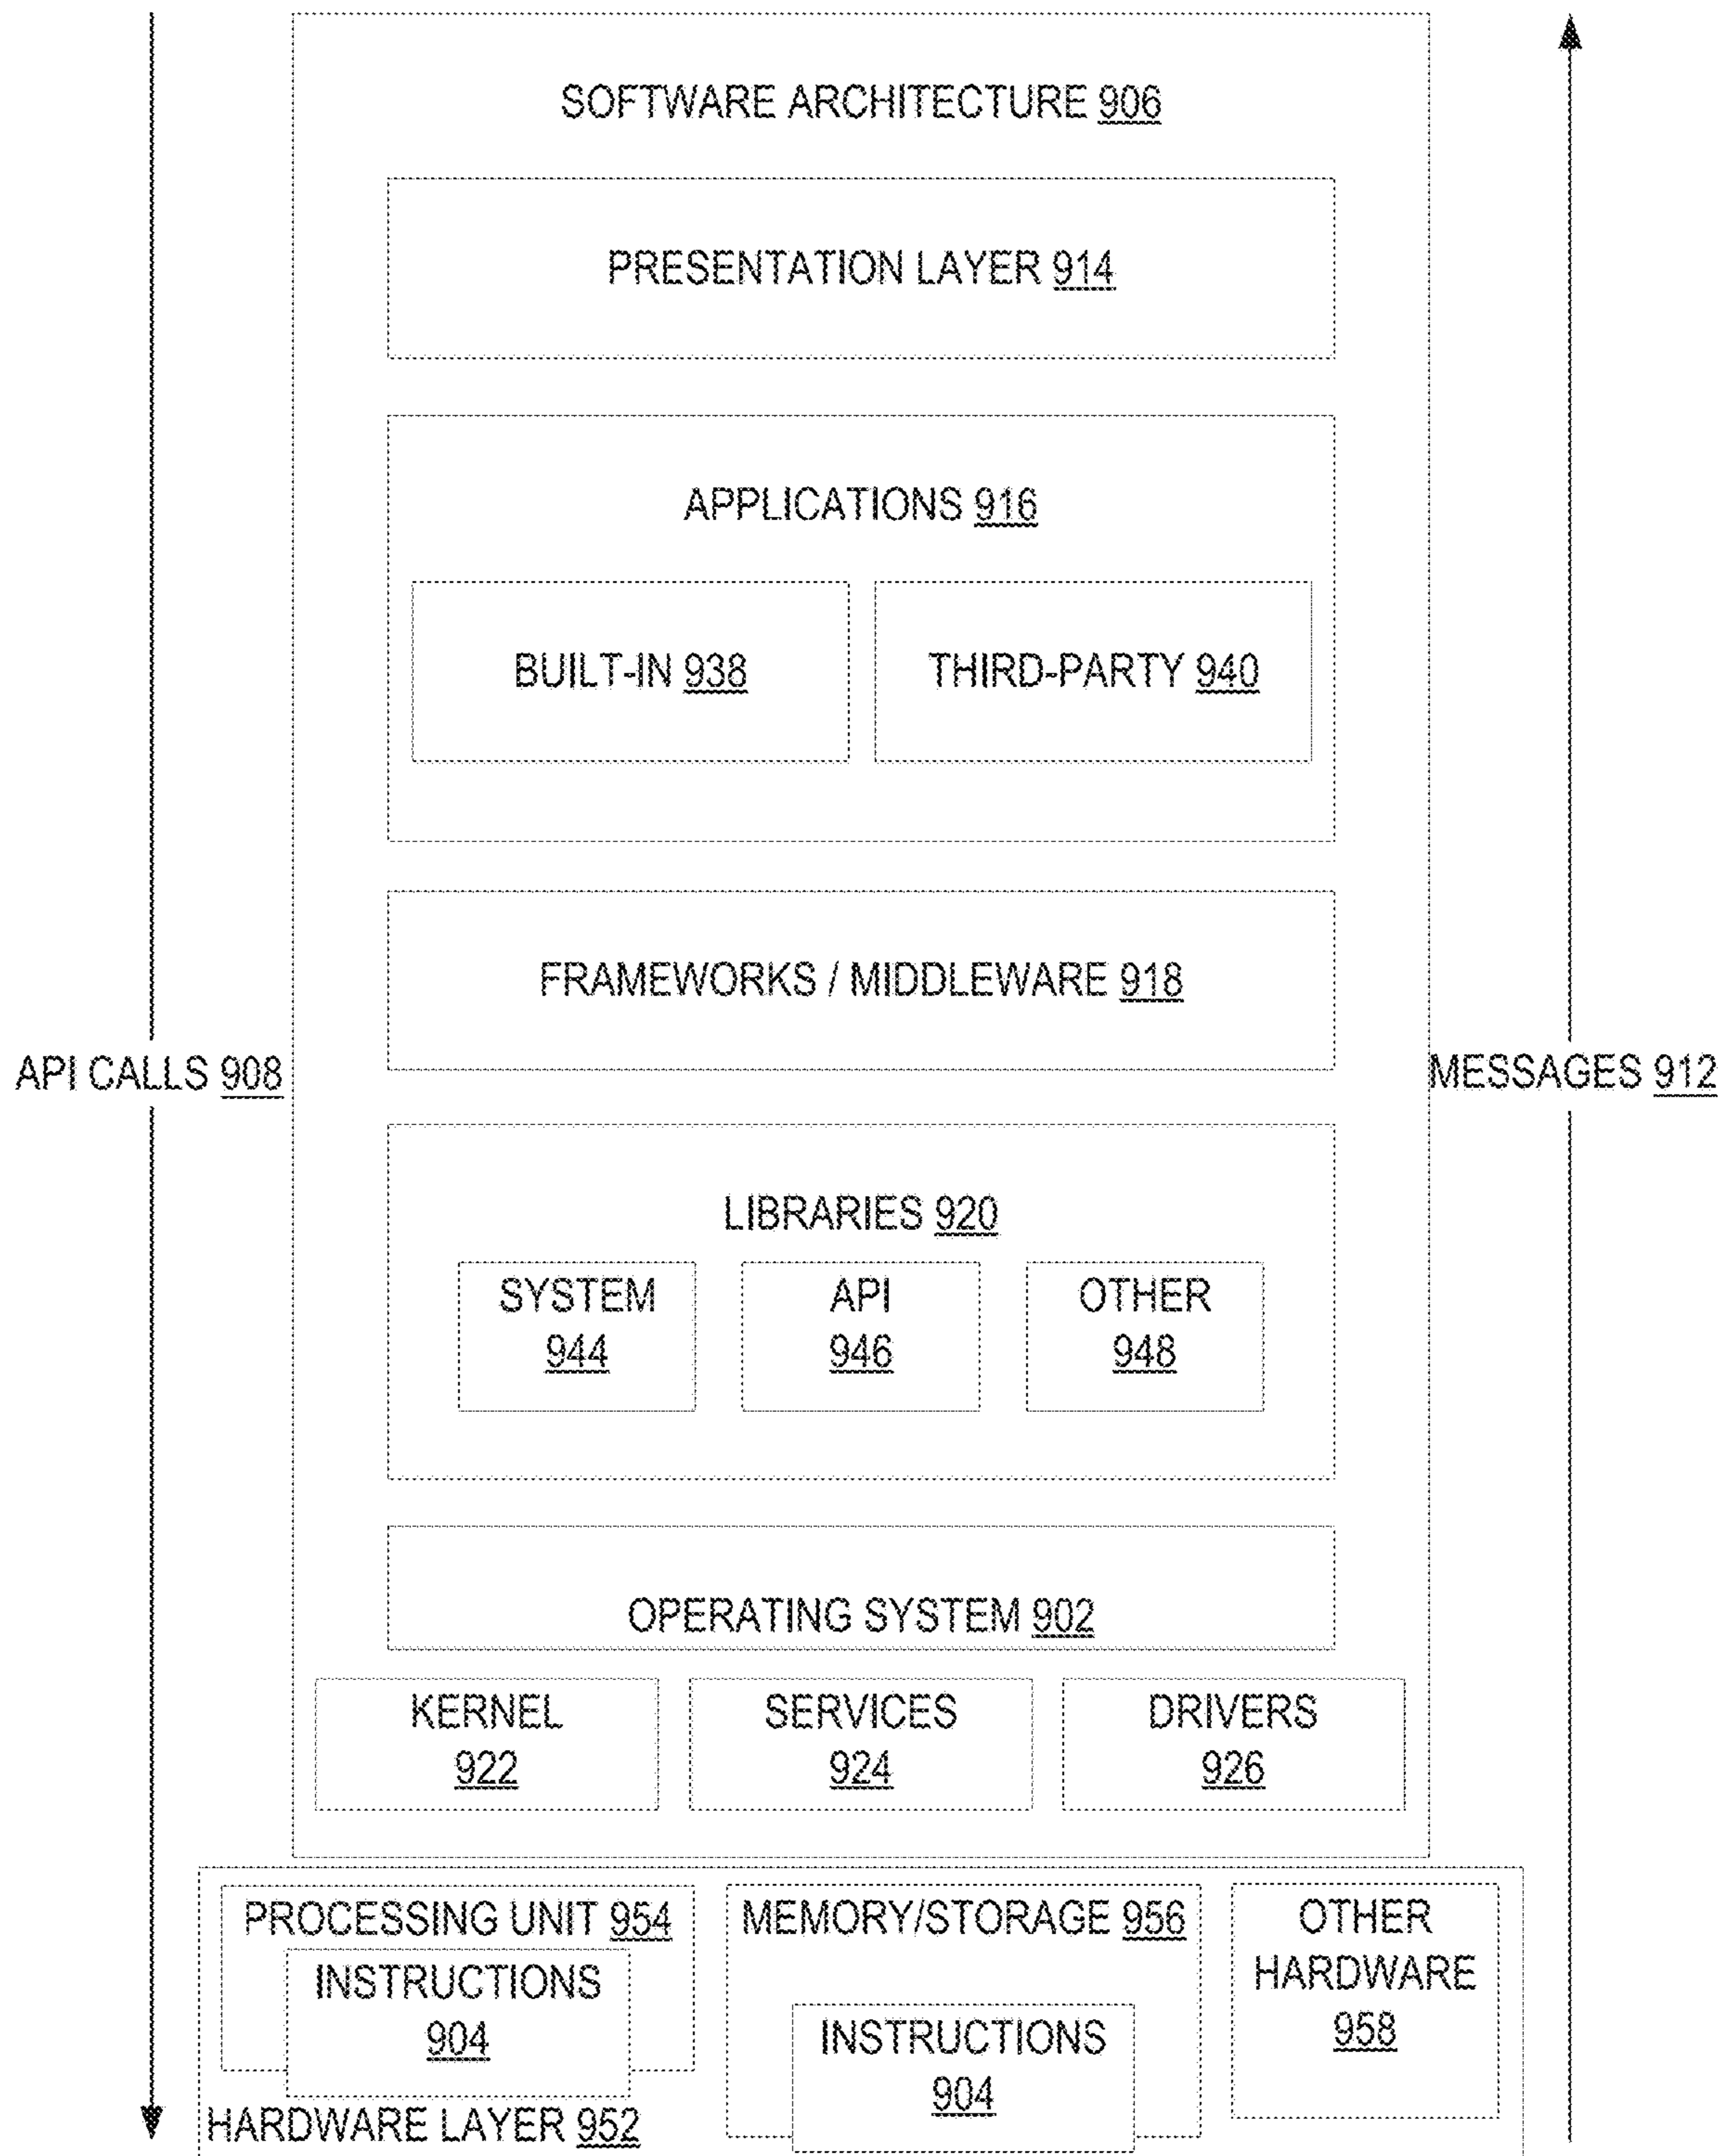 SOFTWARE ARCHITECTURE 906
PRESENTATION LAYER 914
APPLICATIONS 916
BUILT-IN 938
THIRD-PARTY 940
FRAMEWORKS / MIDDLEWARE 918
API CALLS 908
MESSAGES 912
LIBRARIES 920
SYSTEM
944
API
946
OTHER
948
OPERATING SYSTEM 902
KERNEL
922
SERVICES
924
DRIVERS
926
PROCESSING UNIT 954
INSTRUCTIONS
904
MEMORY/STORAGE 956
INSTRUCTIONS
904
OTHER
HARDWARE
958
HARDWARE LAYER 952